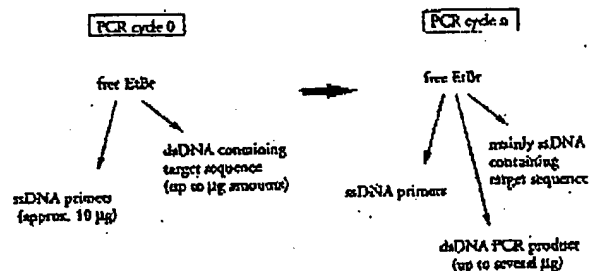 PCR cycle 0
free EtBr
dsDNA containing
target sequence
(up to µg amounts)
ssDNA primers
(approx. 10 µg)
PCR cycle n
free EtBr
mainly ssDNA
containing
target sequence
ssDNA primers
dsDNA PCR product
(up to several µg)